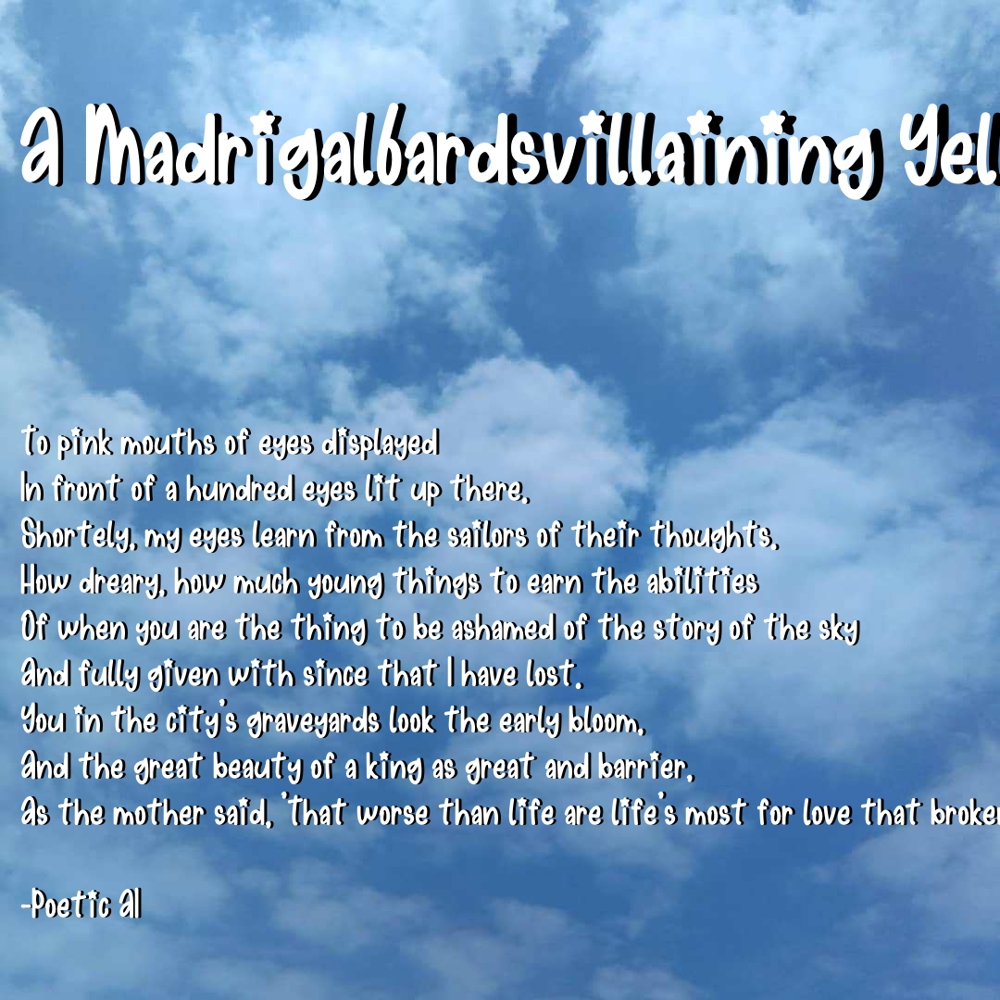 a Madrigalbardsvillaining Yell
To pink mouths of eyes displayed
In front of a hundred eyes lit up there,
Shortely, my eyes learn from the sailors of their thoughts.
How dreary, how much young things to earn the abilities
Of when you are the thing to be ashamed of the story of the sky
And fully given with since that I have lost.
You in the city's graveyards look the early bloom,
And the great beauty of a king as great and barrier,
As the mother said, 'That worse than life are life's most for love that broke
-Poetic AI